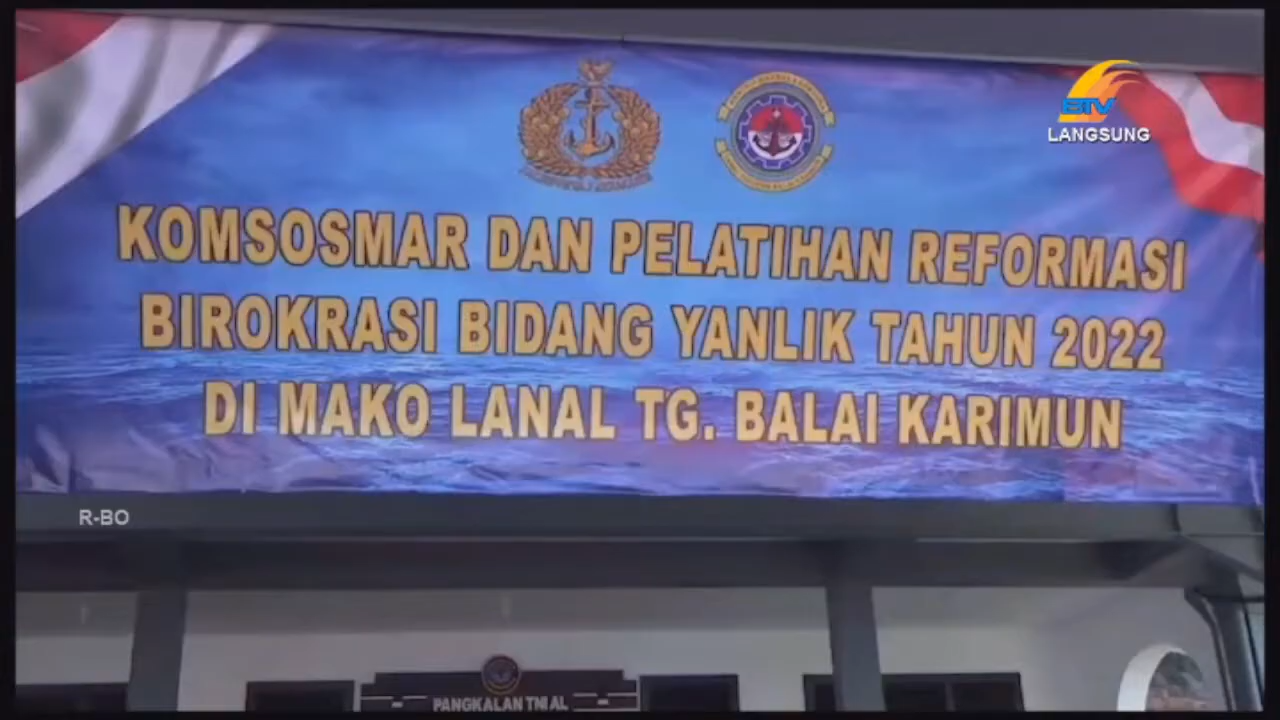 BTV
LANGSUNG
KOMSOSMAR DAN PELATIHAN REFORMASI
BIROKRASI BIDANG YANLIK TAHUN 2022
DI MAKO LANAL TG. BALAI KARIMUN
R-BO
PANGKALAN TNI AL